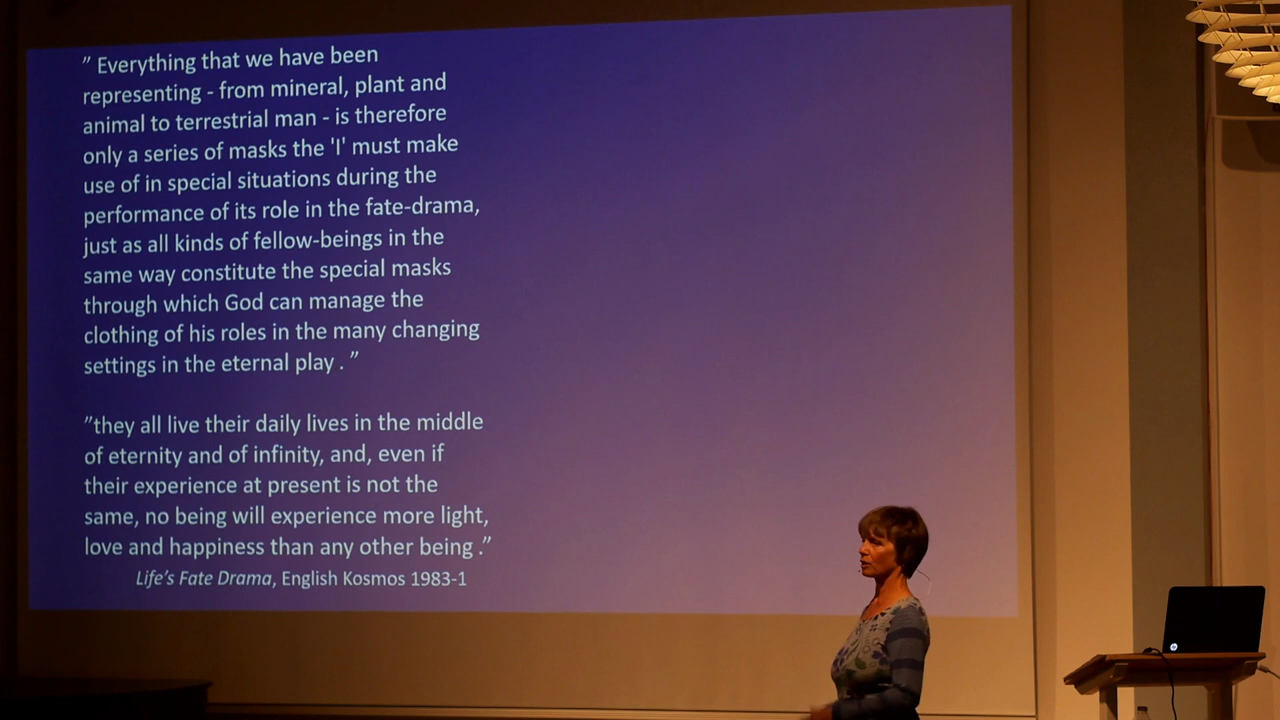 ” Everything that we have been
representing - from mineral, plant and
animal to terrestrial man - is therefore
only a series of masks the 'I' must make
use of in special situations during the
performance of its role in the fate-drama,
just as all kinds of fellow-beings in the
same way constitute the special masks
through which God can manage the
clothing of his roles in the many changing
settings in the eternal play . ”
”they all live their daily lives in the middle
of eternity and of infinity, and, even if
their experience at present is not the
same, no being will experience more light,
love and happiness than any other being .”
Life’s Fate Drama, English Kosmos 1983-1
hp